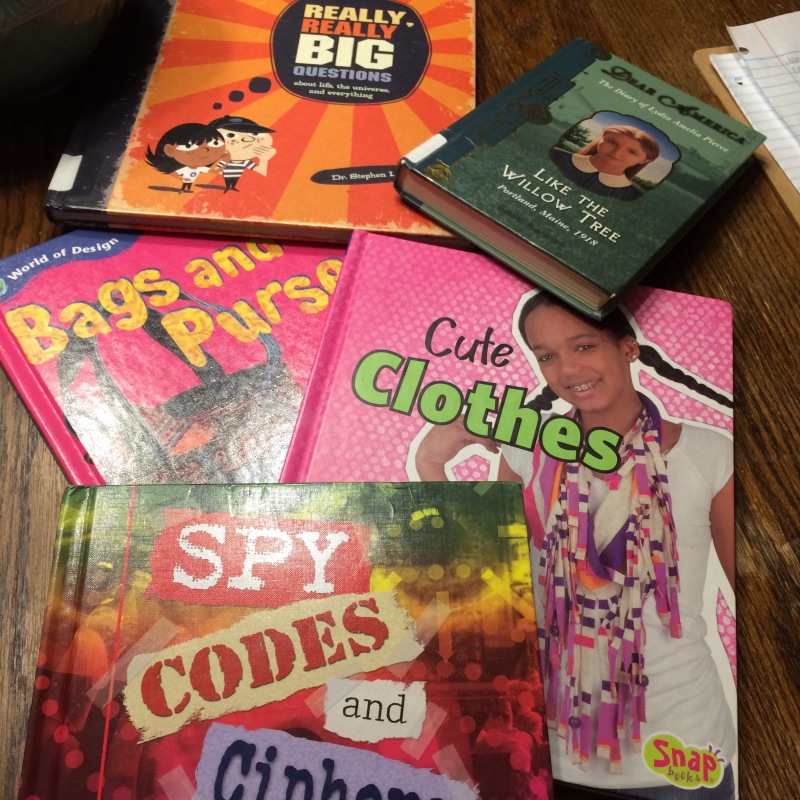 REALLY,
REALLY
BIG
QUESTIONS
about life, the universe,
and everything
Dr. Stephen
DEAR AMERICA
The Diary of Lydia Amelia Pierce
LIKE THE
WILLOW TREE
Portland, Maine, 1918
World of Design
Bags and
Purse
Cute
Clothes
Snap
books
SPY
CODES
and
Cipher